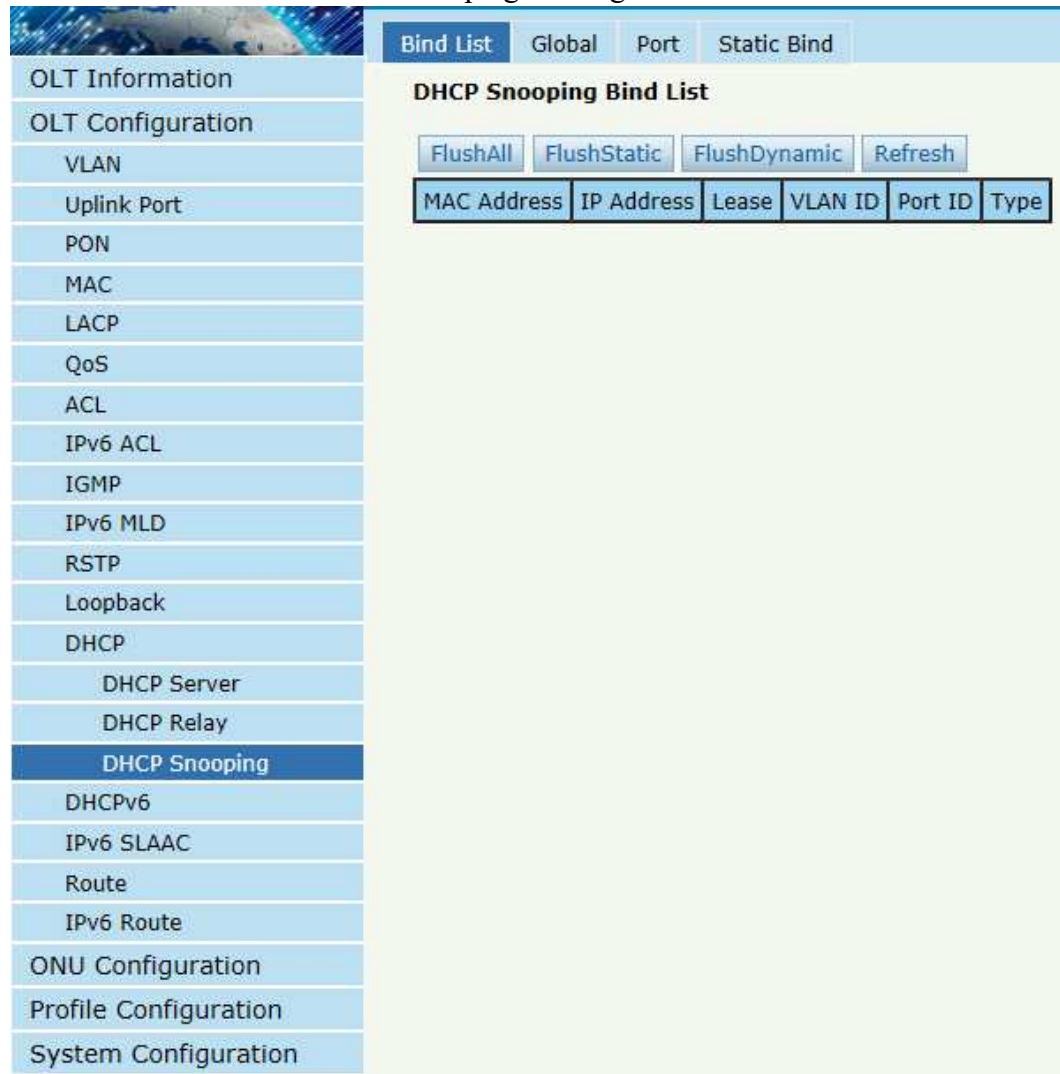 Bind List Global Port Static Bind
DHCP Snooping Bind List
FlushAll FlushStatic FlushDynamic Refresh
MAC Address IP Address Lease VLAN ID Port ID Type
OLT Information
OLT Configuration
VLAN
Uplink Port
PON
MAC
LACP
QoS
ACL
IPv6 ACL
IGMP
IPv6 MLD
RSTP
Loopback
DHCP
DHCP Server
DHCP Relay
DHCP Snooping
DHCPv6
IPv6 SLAAC
Route
IPv6 Route
ONU Configuration
Profile Configuration
System Configuration